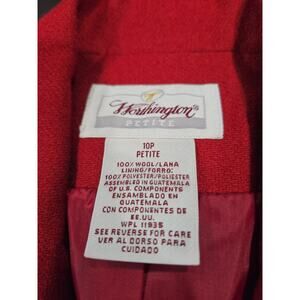 Worthington®
PETITE
10P
PETITE
100% WOOL/LANA
LINING/FORRO:
100% POLYESTER/POLIESTER
ASSEMBLED IN GUATEMALA
OF U.S. COMPONENTS
ENSAMBLADO EN
GUATEMALA
CON COMPONENTES DE
EE.UU.
WPL 11935
SEE REVERSE FOR CARE
VER AL DORSO PARA
CUIDADO